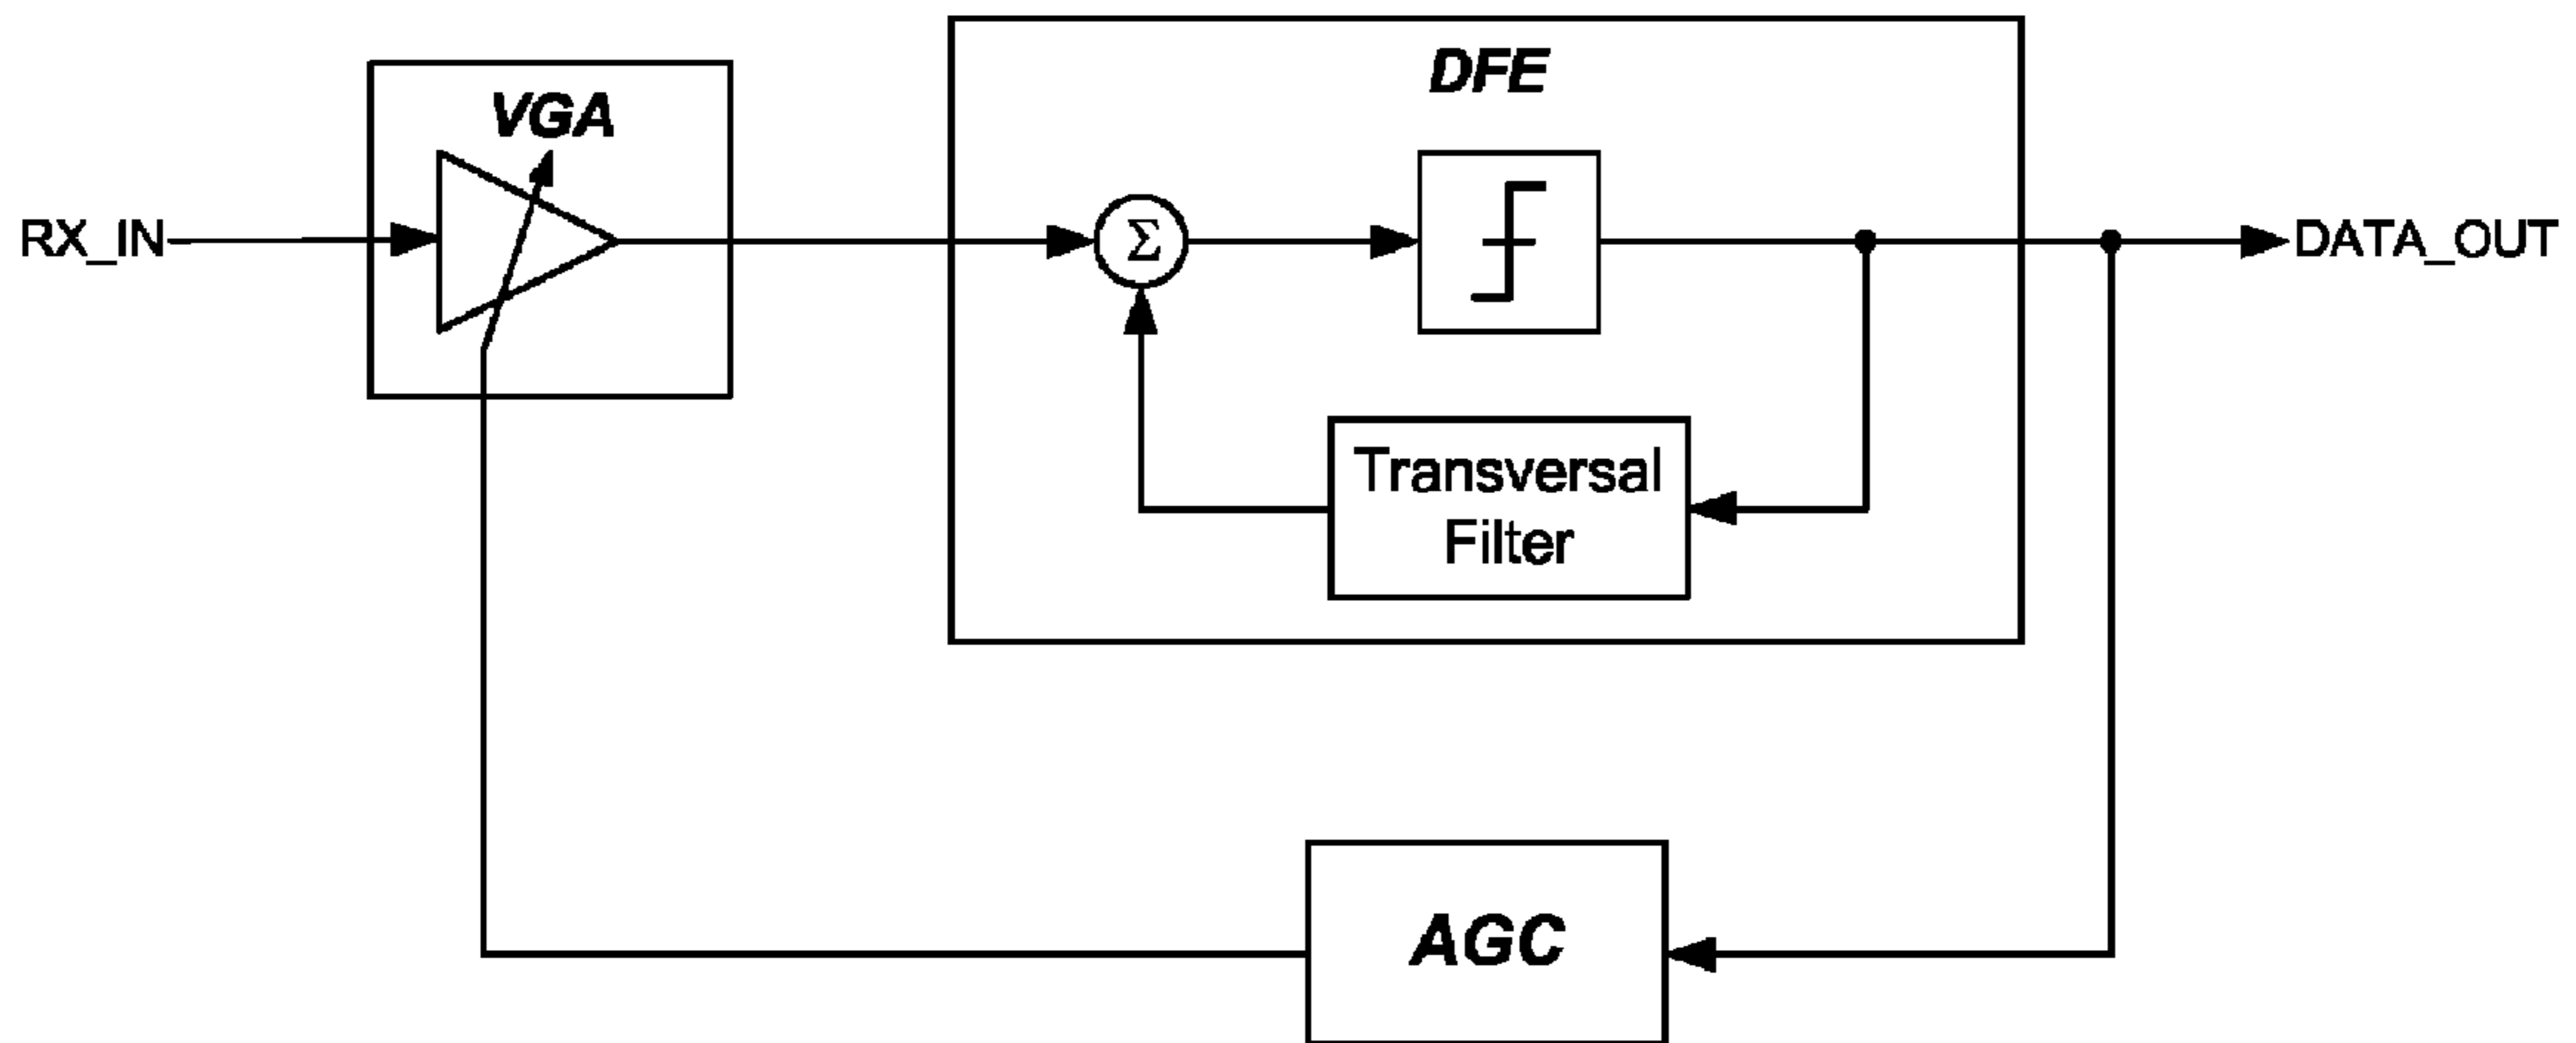 DFE
VGA
RX_IN
Σ
DATA_OUT
Transversal
Filter
AGC